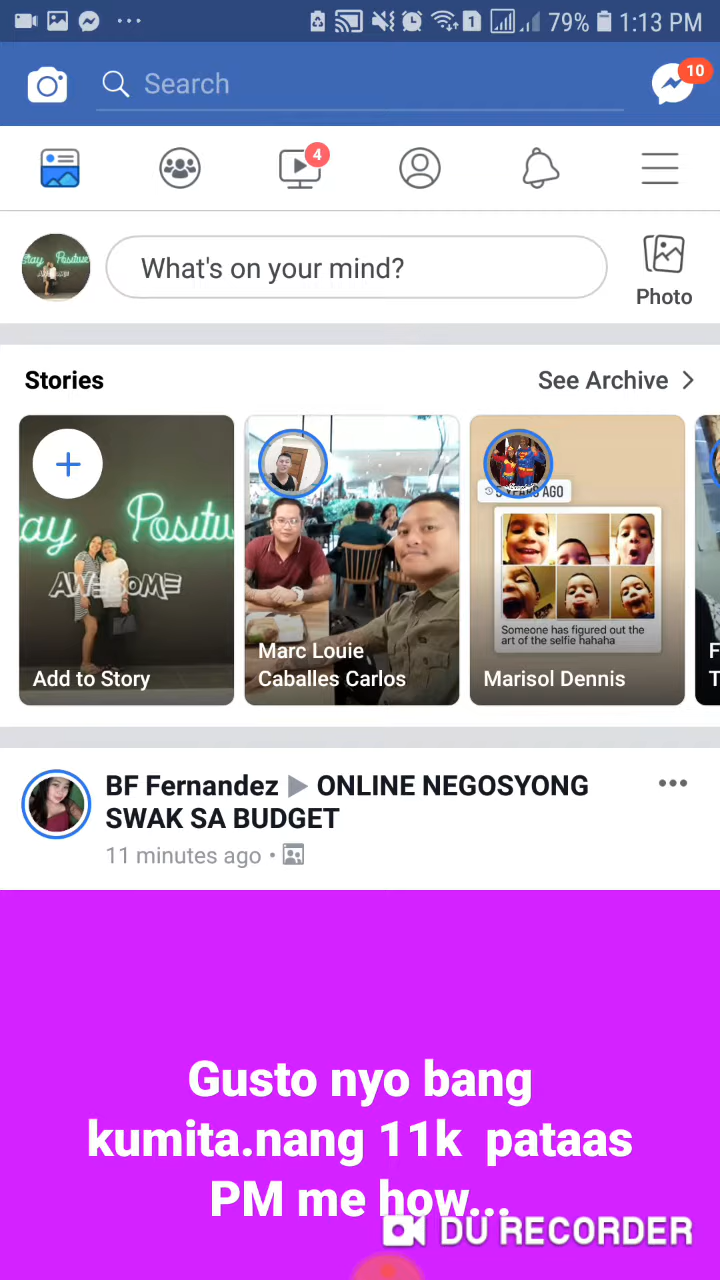 79% 1:13 PM
Search
10
4
What's on your mind?
Photo
Stories
See Archive
Stay Positive
AWESOME
Add to Story
Marc Louie
Caballes Carlos
5 YEARS AGO
Someone has figured out the
art of the selfie hahaha
Marisol Dennis
BF Fernandez ▶ ONLINE NEGOSYONG
SWAK SA BUDGET
11 minutes ago
Gusto nyo bang
kumita.nang 11k pataas
PM me how...
DU RECORDER